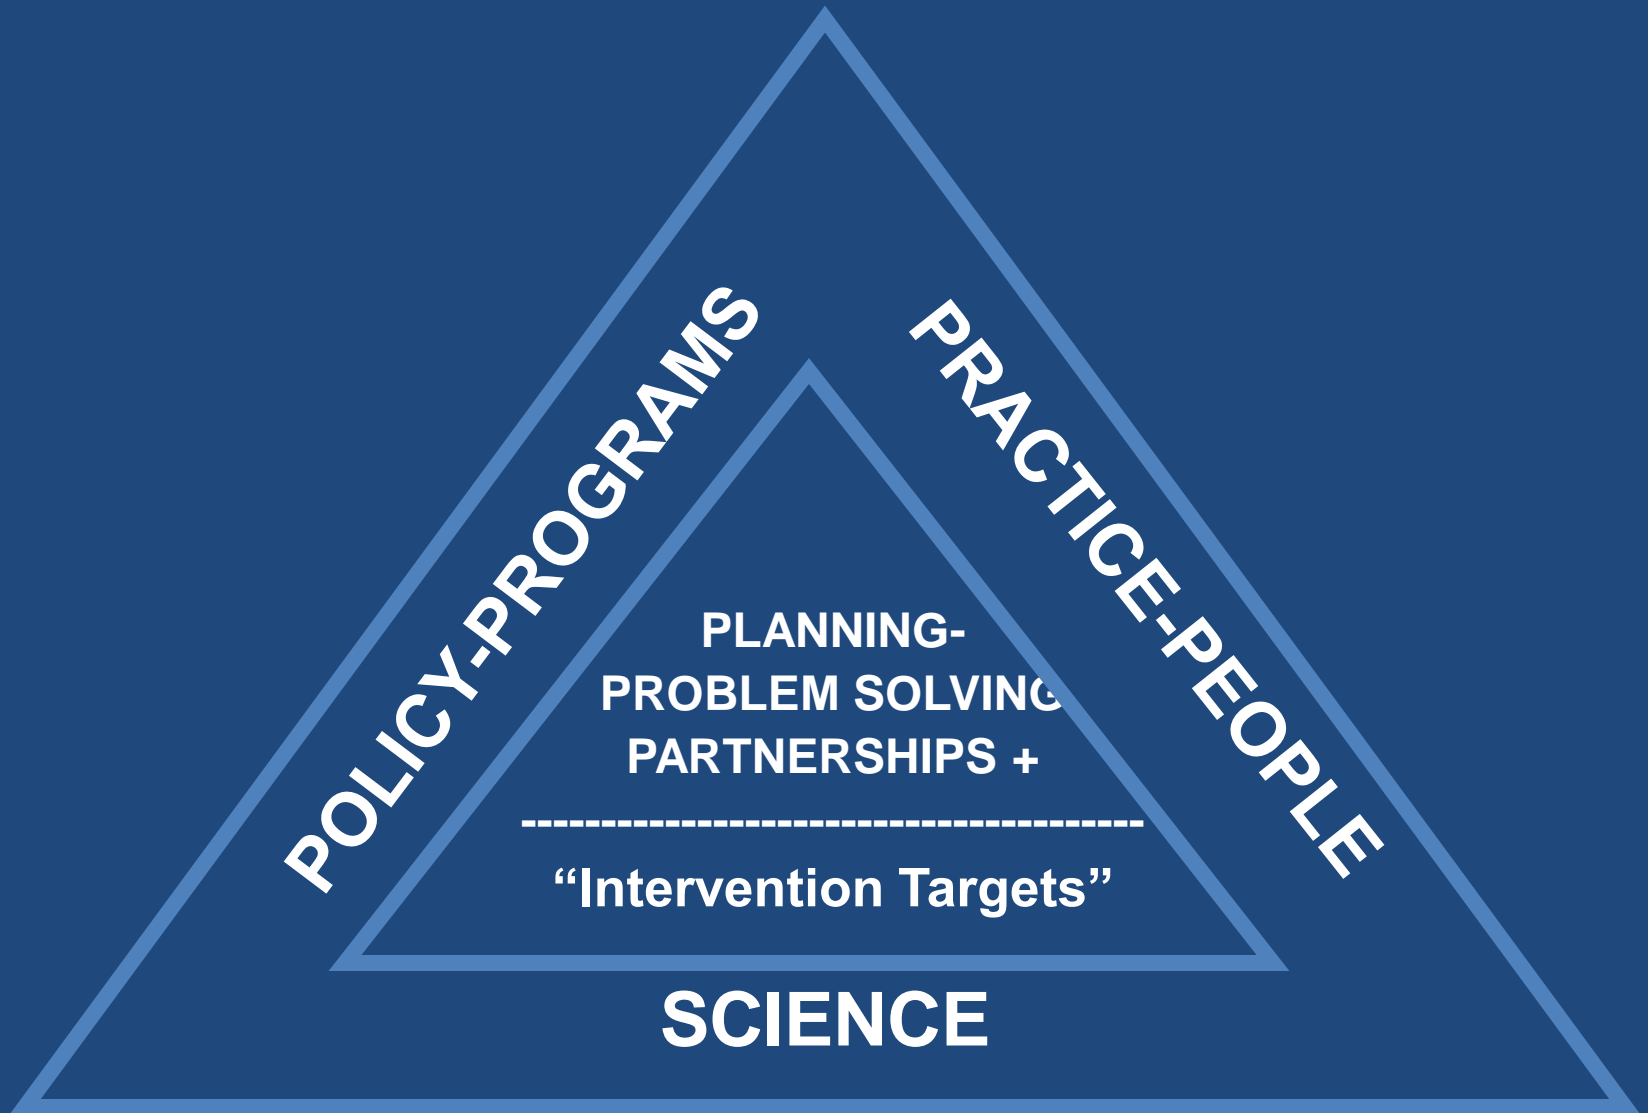 POLICY-PROGRAMS
PRACTICE-PEOPLE
PLANNING-
PROBLEM SOLVING
PARTNERSHIPS +
---------------------------------------
“Intervention Targets”
SCIENCE